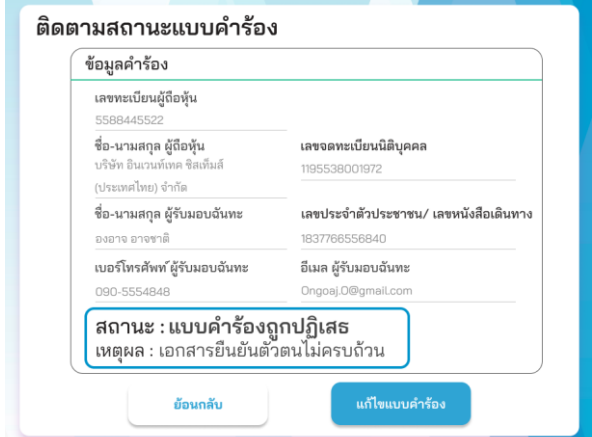 ติดตามสถานะแบบคำร้อง
ข้อมูลคำร้อง
เลขทะเบียนผู้ถือหุ้น
5588445522
ชื่อ-นามสกุล ผู้ถือหุ้น
บริษัท อินเวนท์เทค ซิสเท็มส์
(ประเทศไทย) จำกัด
เลขจดทะเบียนนิติบุคคล
1195538001972
ชื่อ-นามสกุล ผู้รับมอบฉันทะ
องอาจ อาจชาติ
เลขประจำตัวประชาชน/ เลขหนังสือเดินทาง
1837766556840
เบอร์โทรศัพท์ ผู้รับมอบฉันทะ
090-5554848
อีเมล ผู้รับมอบฉันทะ
Ongoaj.O@gmail.com
สถานะ : แบบคำร้องถูกปฏิเสธ
เหตุผล : เอกสารยืนยันตัวตนไม่ครบถ้วน
ย้อนกลับ
แก้ไขแบบคำร้อง